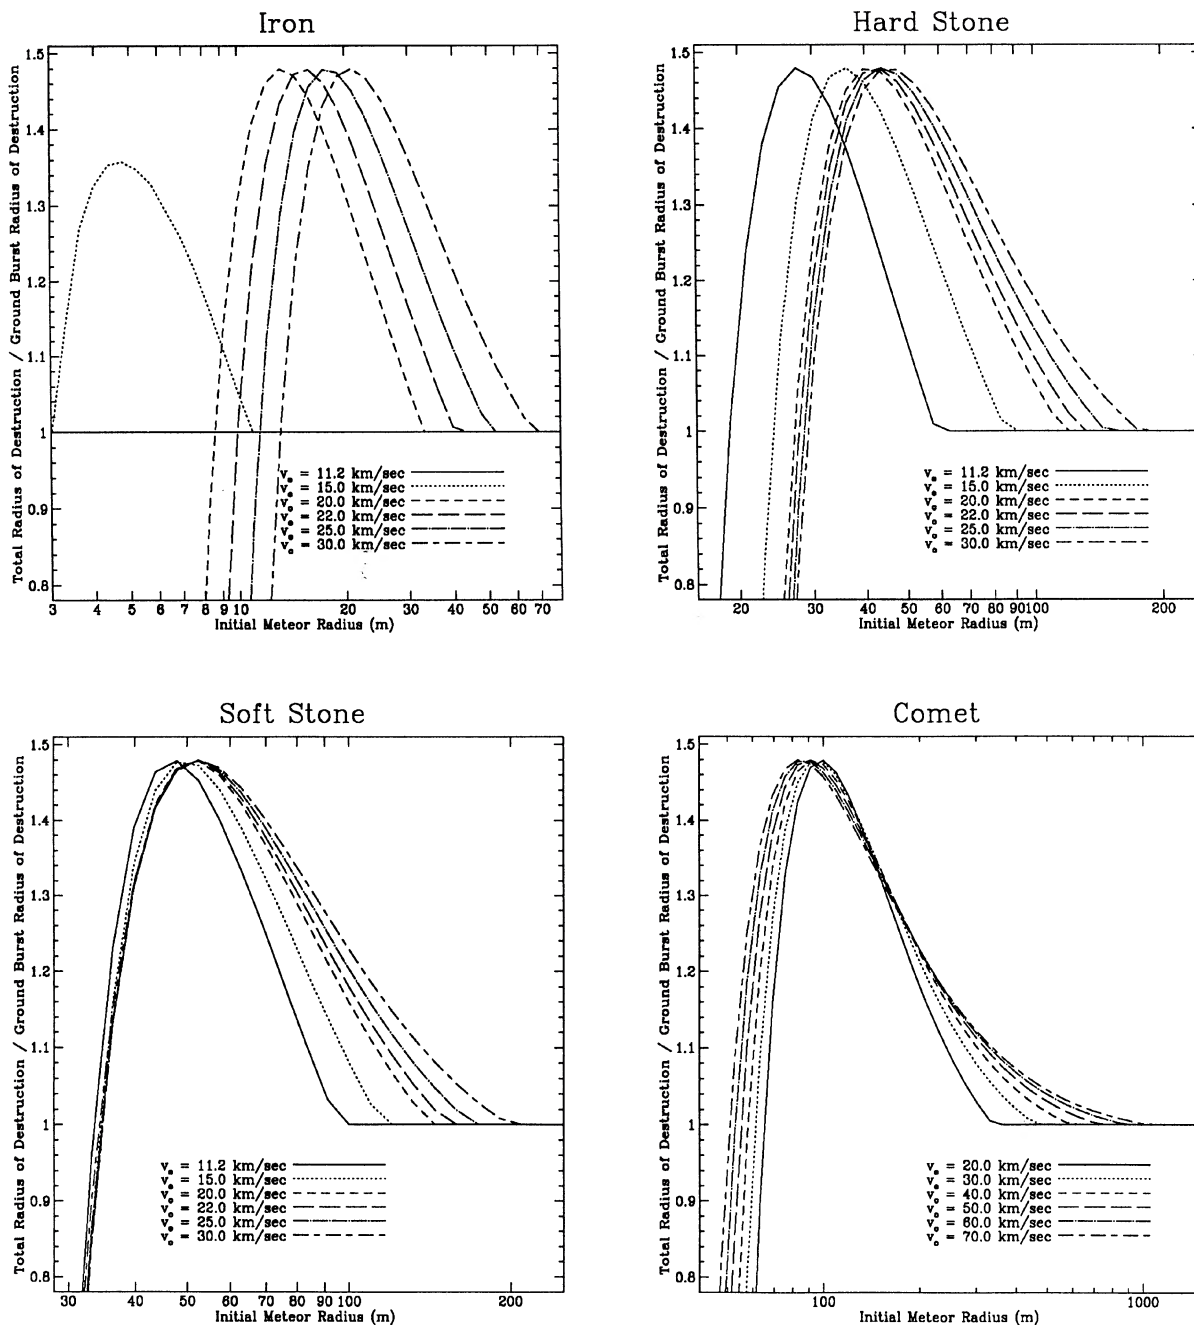 Iron
Total Radius of Destruction / Ground Burst Radius of Destruction
1.5
1.4
1.3
1.2
1.1
1
0.9
0.8
v₀ = 11.2 km/sec
v₀ = 15.0 km/sec
v₀ = 20.0 km/sec
v₀ = 22.0 km/sec
v₀ = 25.0 km/sec
v₀ = 30.0 km/sec
3 4 5 6 7 8 9 10 20 30 40 50 60 70
Initial Meteor Radius (m)
Hard Stone
Total Radius of Destruction / Ground Burst Radius of Destruction
1.5
1.4
1.3
1.2
1.1
1
0.9
0.8
v₀ = 11.2 km/sec
v₀ = 15.0 km/sec
v₀ = 20.0 km/sec
v₀ = 22.0 km/sec
v₀ = 25.0 km/sec
v₀ = 30.0 km/sec
20 30 40 50 60 70 80 90 100 200
Initial Meteor Radius (m)
Soft Stone
Total Radius of Destruction / Ground Burst Radius of Destruction
1.5
1.4
1.3
1.2
1.1
1
0.9
0.8
v₀ = 11.2 km/sec
v₀ = 15.0 km/sec
v₀ = 20.0 km/sec
v₀ = 22.0 km/sec
v₀ = 25.0 km/sec
v₀ = 30.0 km/sec
30 40 50 60 70 80 90 100 200
Initial Meteor Radius (m)
Comet
Total Radius of Destruction / Ground Burst Radius of Destruction
1.5
1.4
1.3
1.2
1.1
1
0.9
0.8
v₀ = 20.0 km/sec
v₀ = 30.0 km/sec
v₀ = 40.0 km/sec
v₀ = 50.0 km/sec
v₀ = 60.0 km/sec
v₀ = 70.0 km/sec
100 1000
Initial Meteor Radius (m)